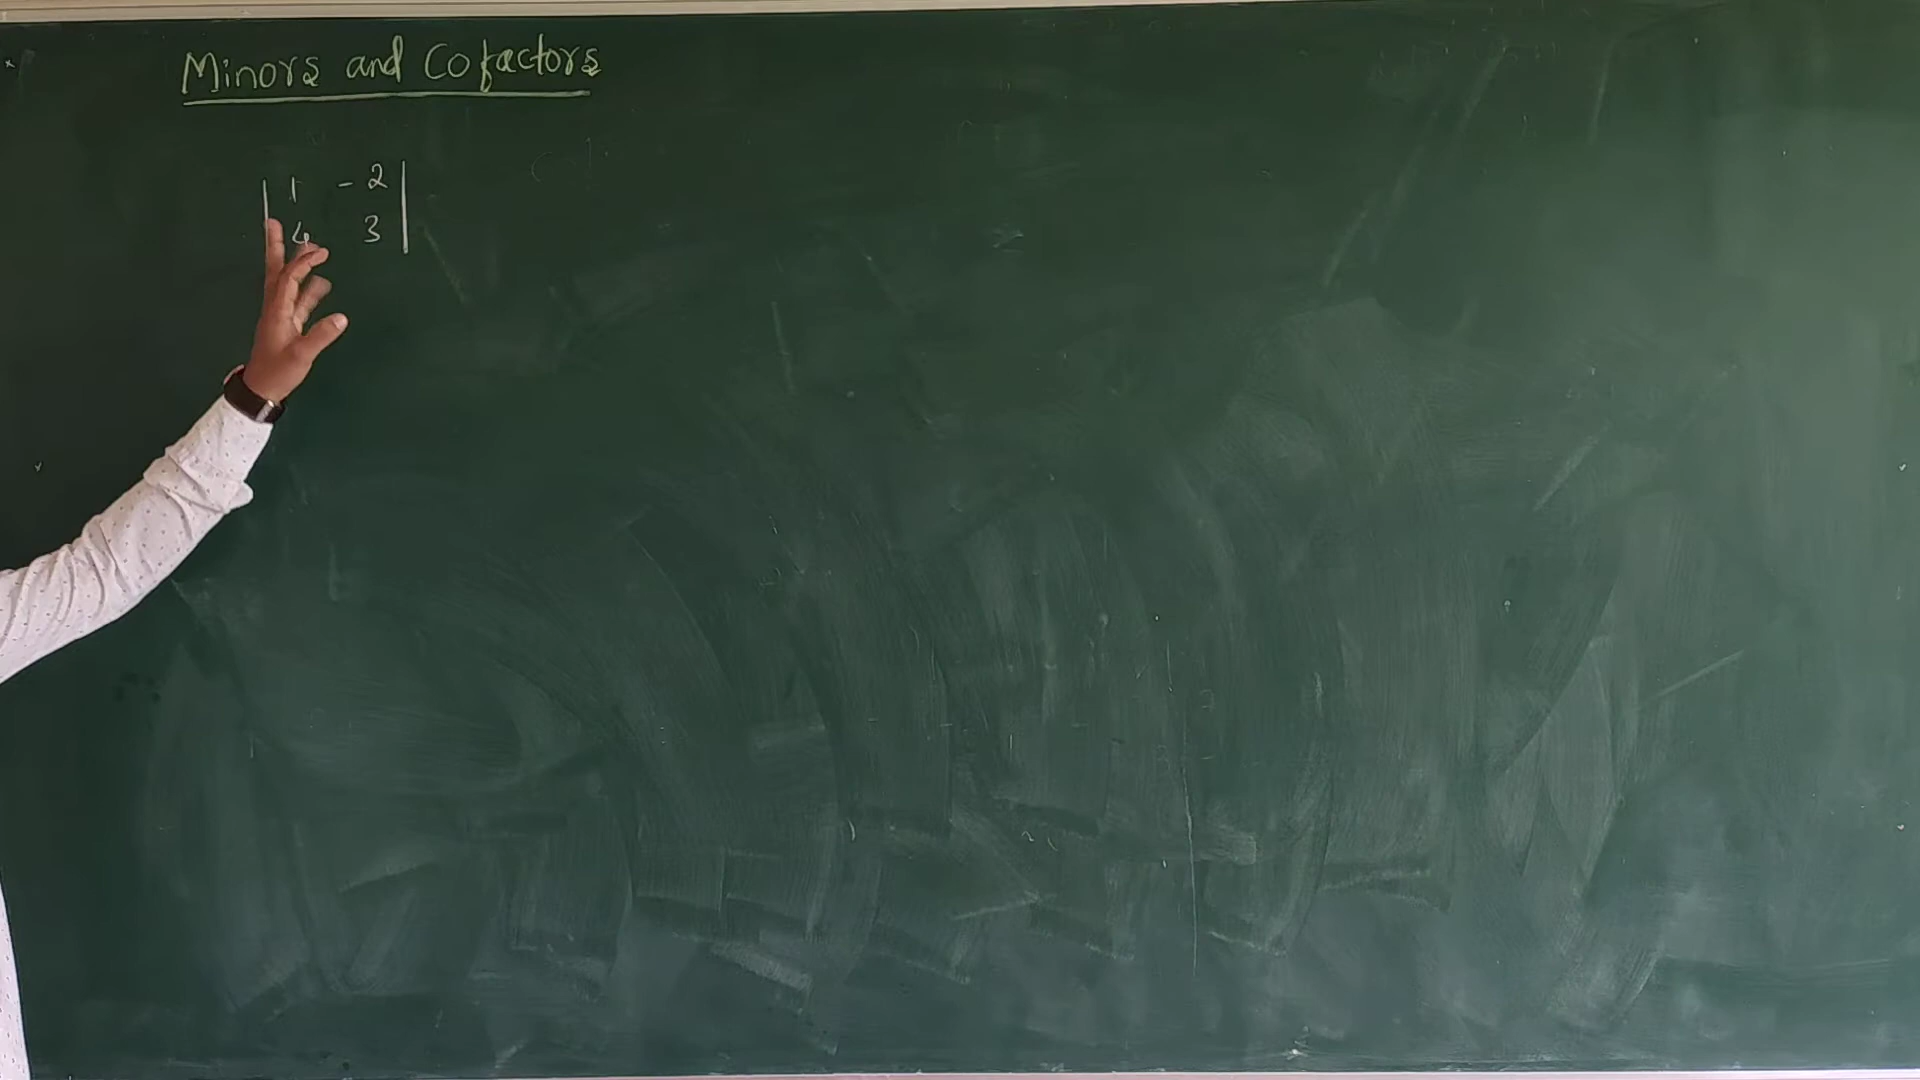 Minors and Cofactors
| 1 - 2 |
| 4 3 |